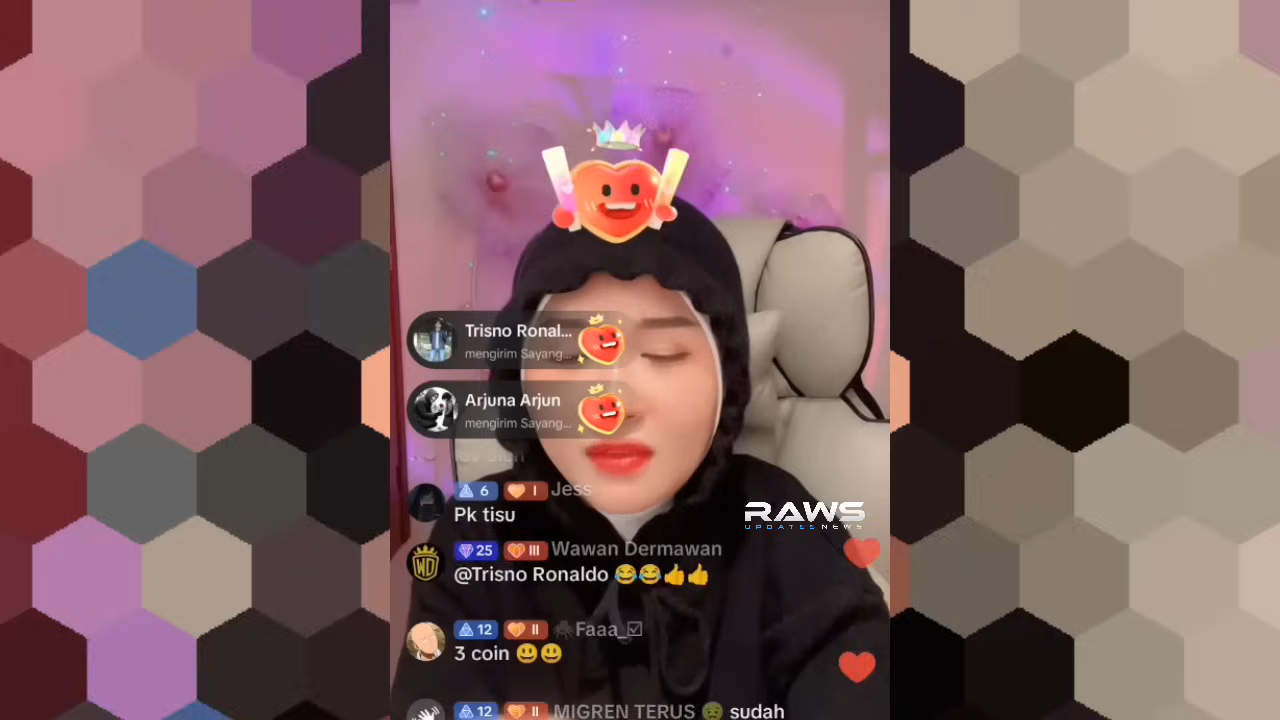 Trisno Ronal...
mengirim Sayang...
Arjuna Arjun
mengirim Sayang...
6 I Jess
Pk tisu
25 III Wawan Dermawan
@Trisno Ronaldo 😂😂👍👍
WD
12 II Faaa_☑
3 coin 😃😃
12 II MIGREN TERUS 🤢 sudah
RAWS
UPDATES NEWS